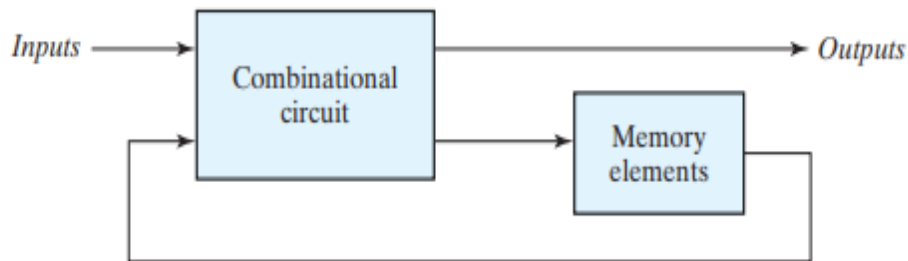 Inputs
Combinational
circuit
Outputs
Memory
elements